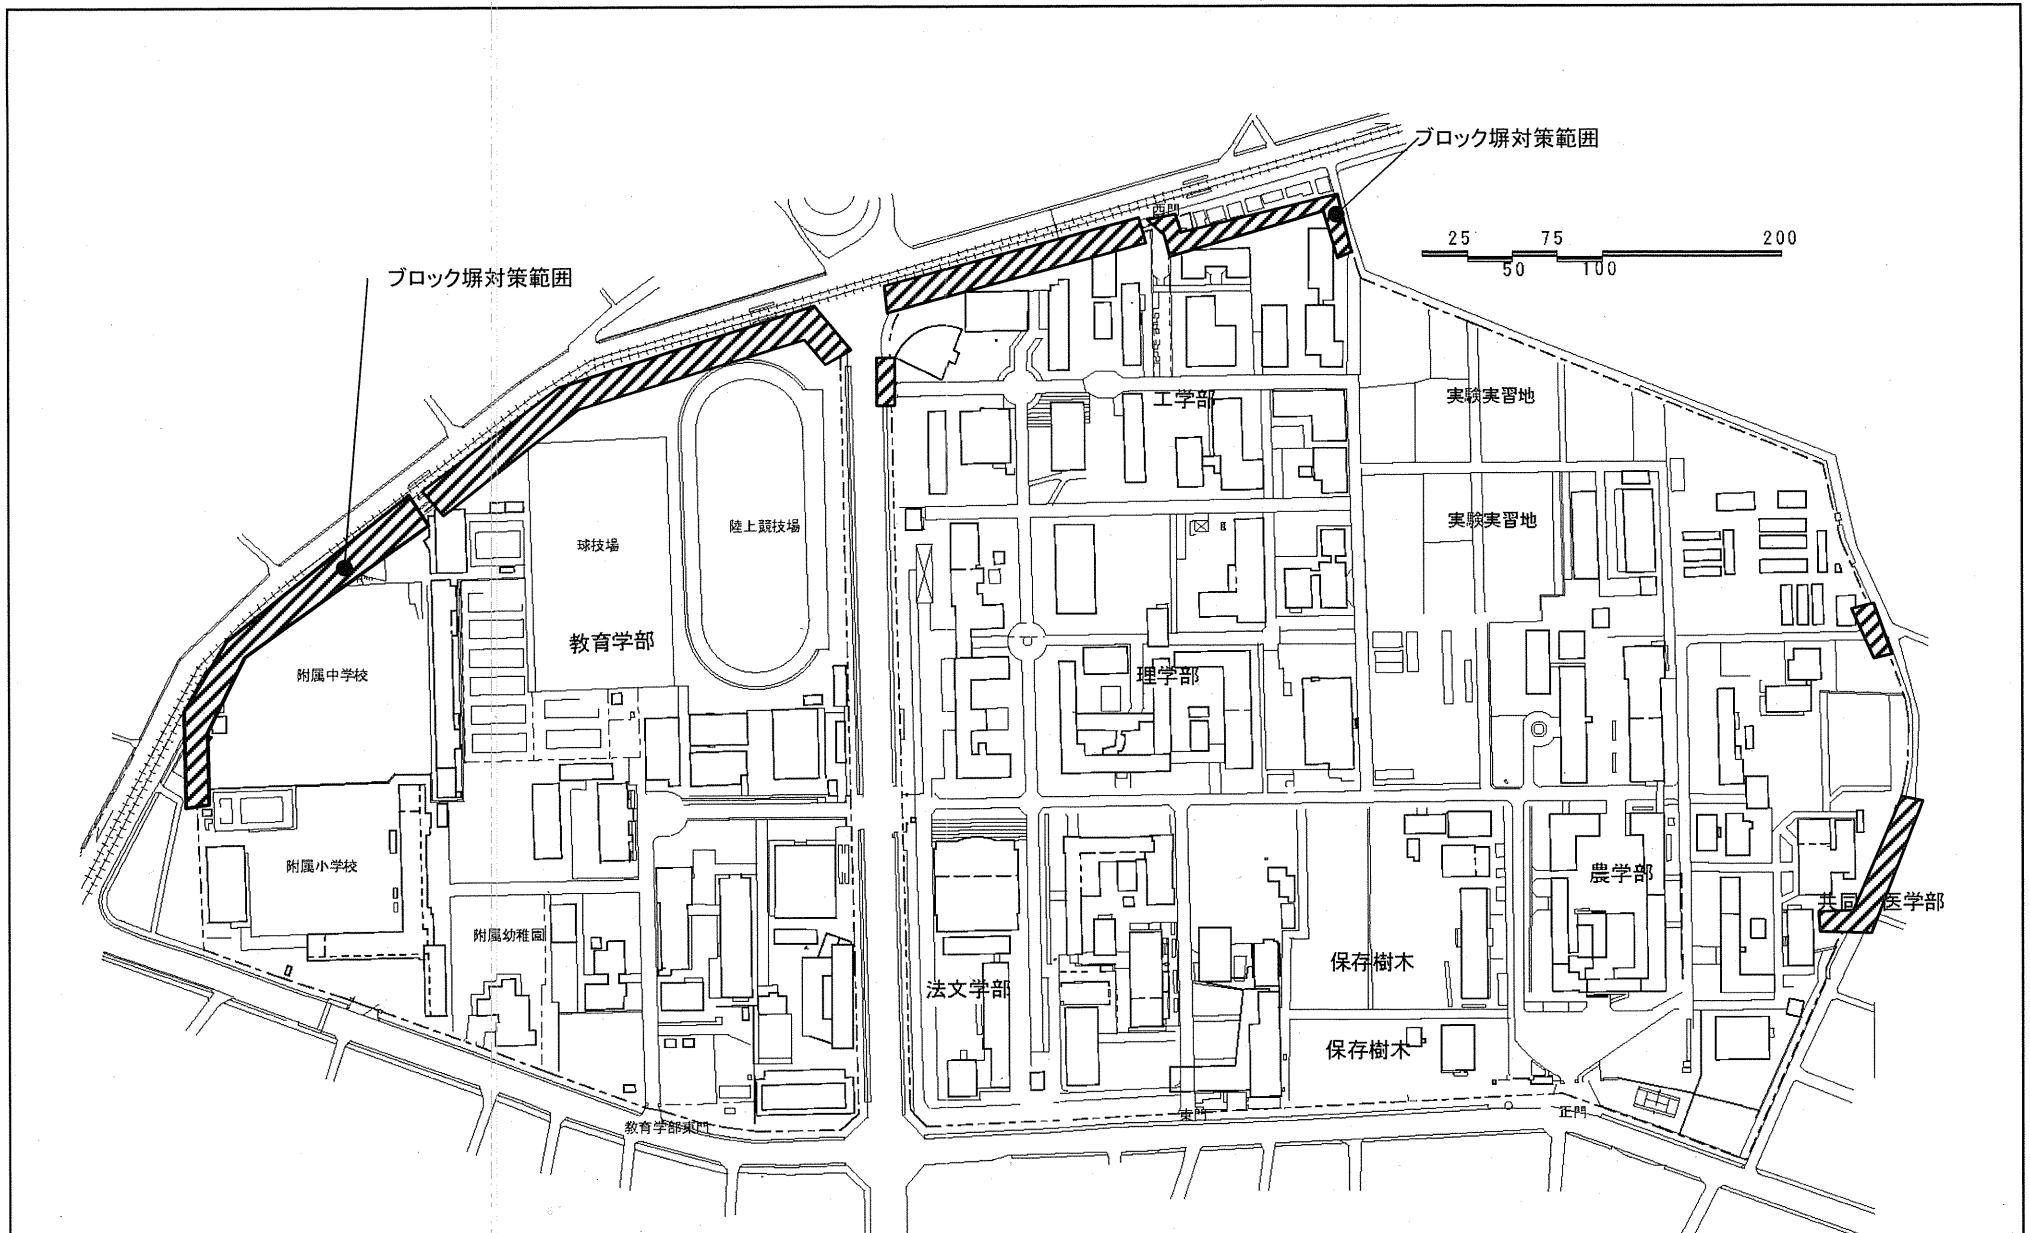 ブロック塀対策範囲
西門
25 75 200
50 100
ブロック塀対策範囲
工学部
実験実習地
陸上競技場
実験実習地
球技場
教育学部
附属中学校
理学部
附属小学校
農学部
共同 医学部
附属幼稚園
保存樹木
法文学部
保存樹木
教育学部東門
東門
正門